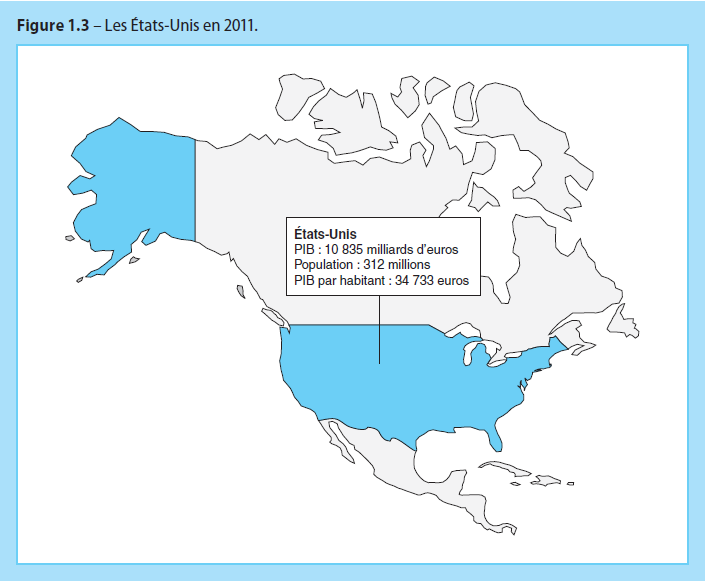 Figure 1.3 – Les États-Unis en 2011.
États-Unis
PIB : 10 835 milliards d'euros
Population : 312 millions
PIB par habitant : 34 733 euros